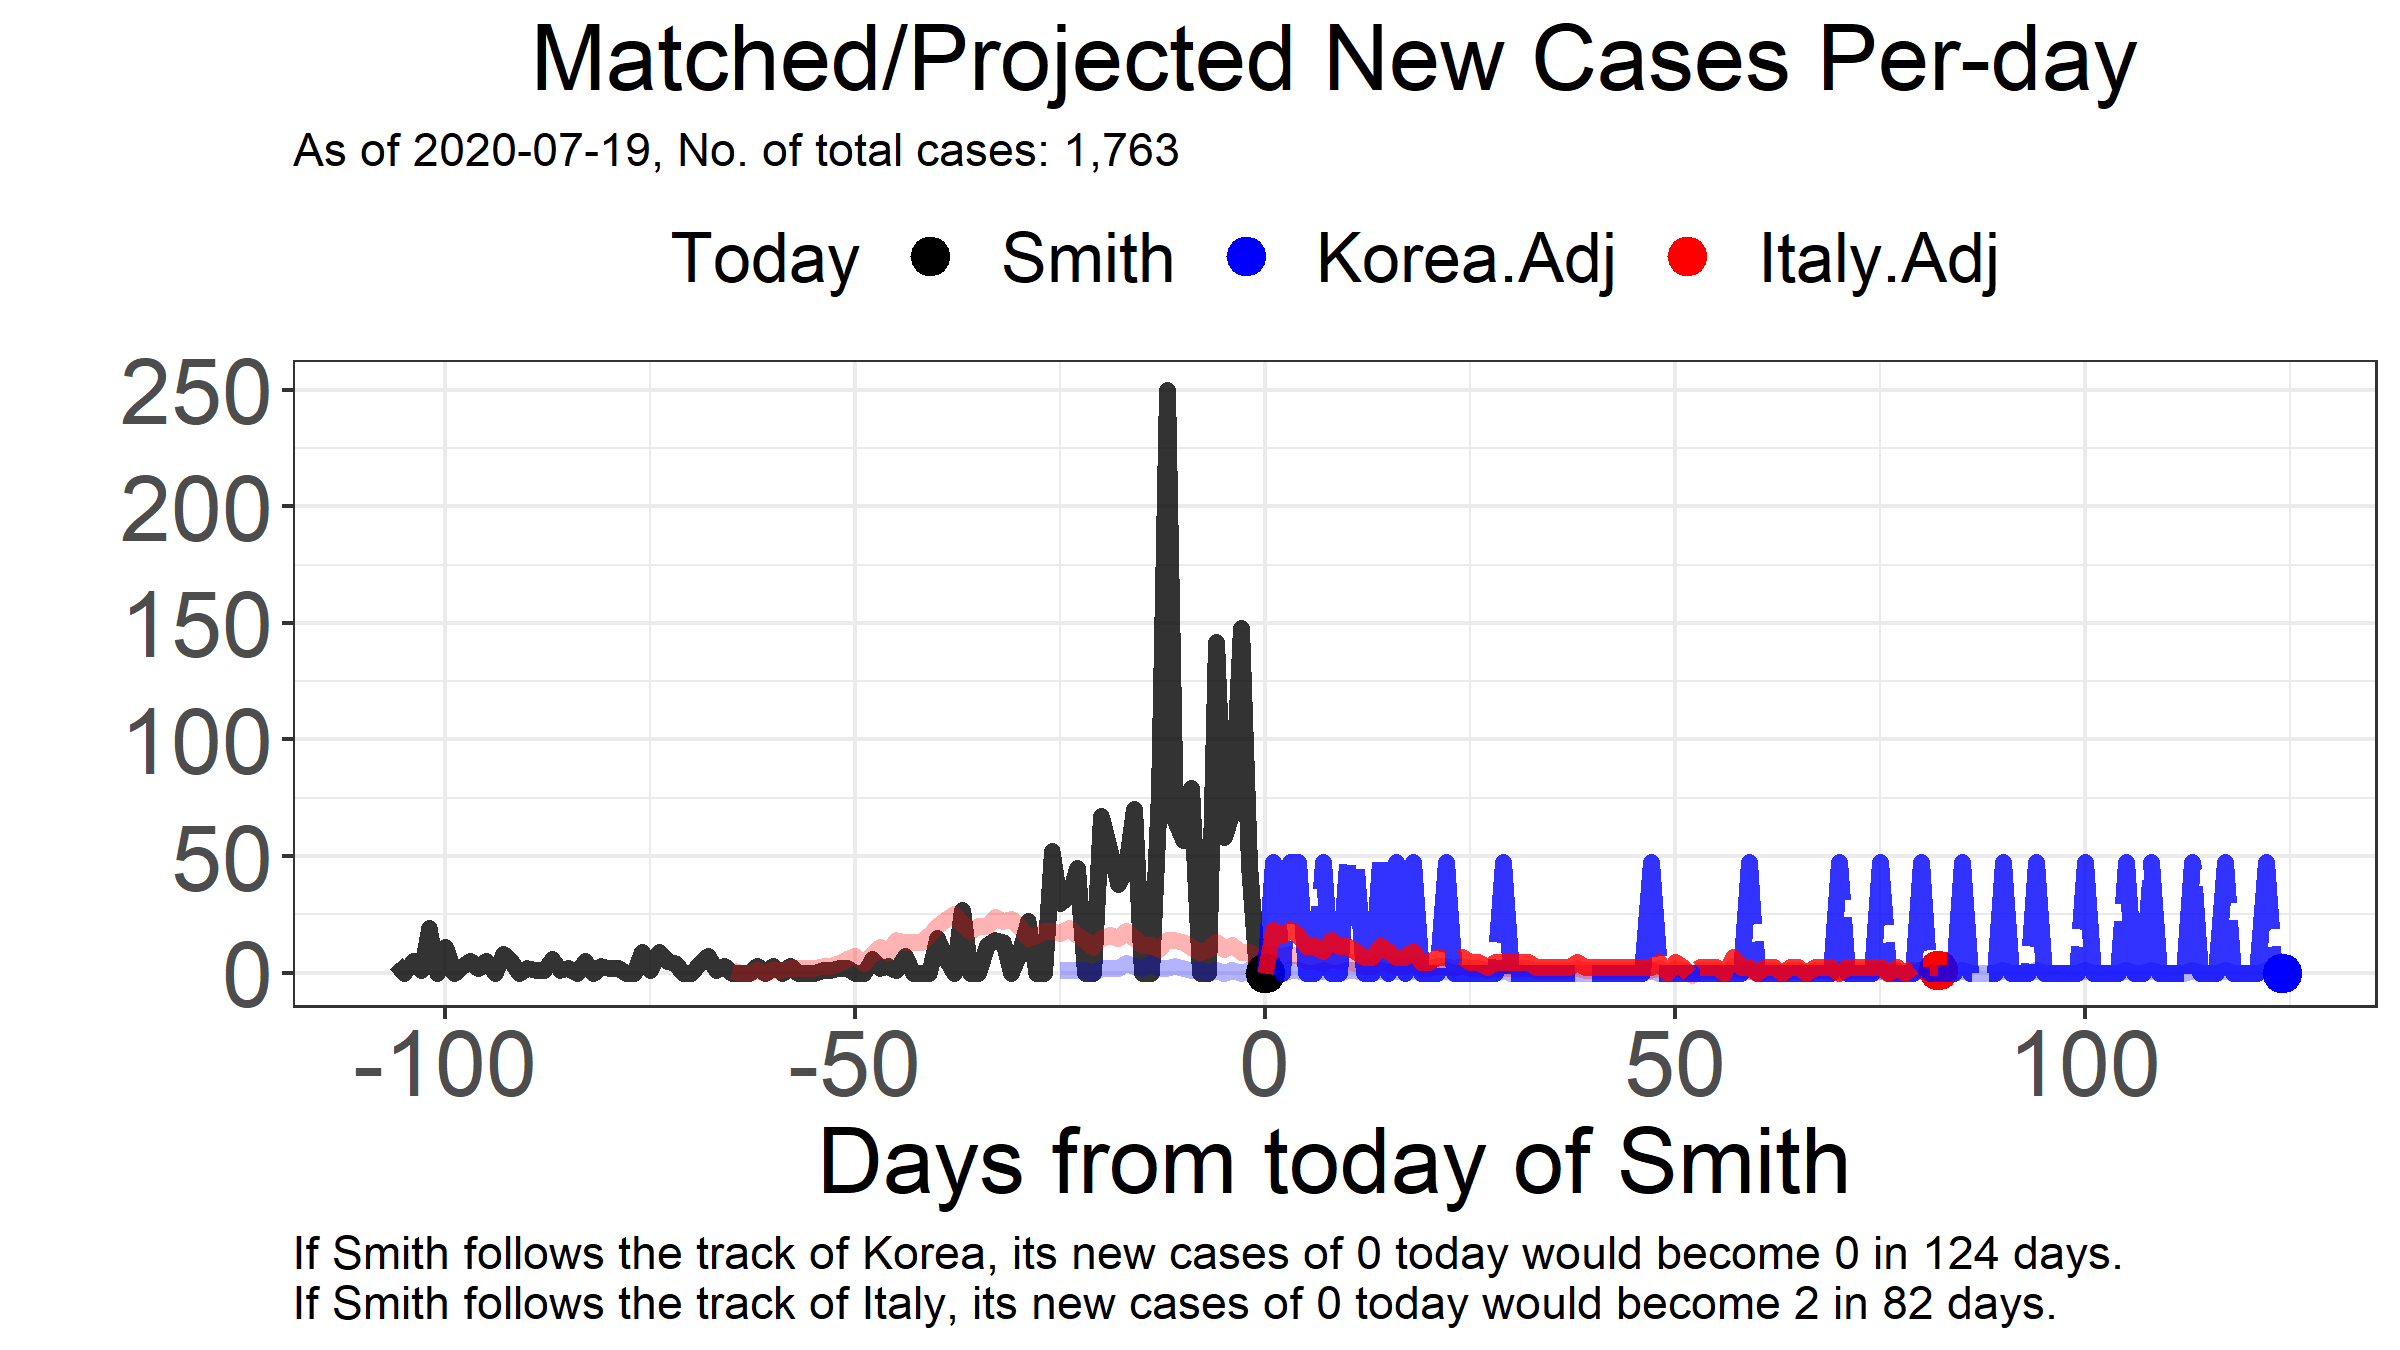 Matched/Projected New Cases Per-day
As of 2020-07-19, No. of total cases: 1,763
Today Smith Korea.Adj Italy.Adj
250
200
150
100
50
0
-100 -50 0 50 100
Days from today of Smith
If Smith follows the track of Korea, its new cases of 0 today would become 0 in 124 days.
If Smith follows the track of Italy, its new cases of 0 today would become 2 in 82 days.